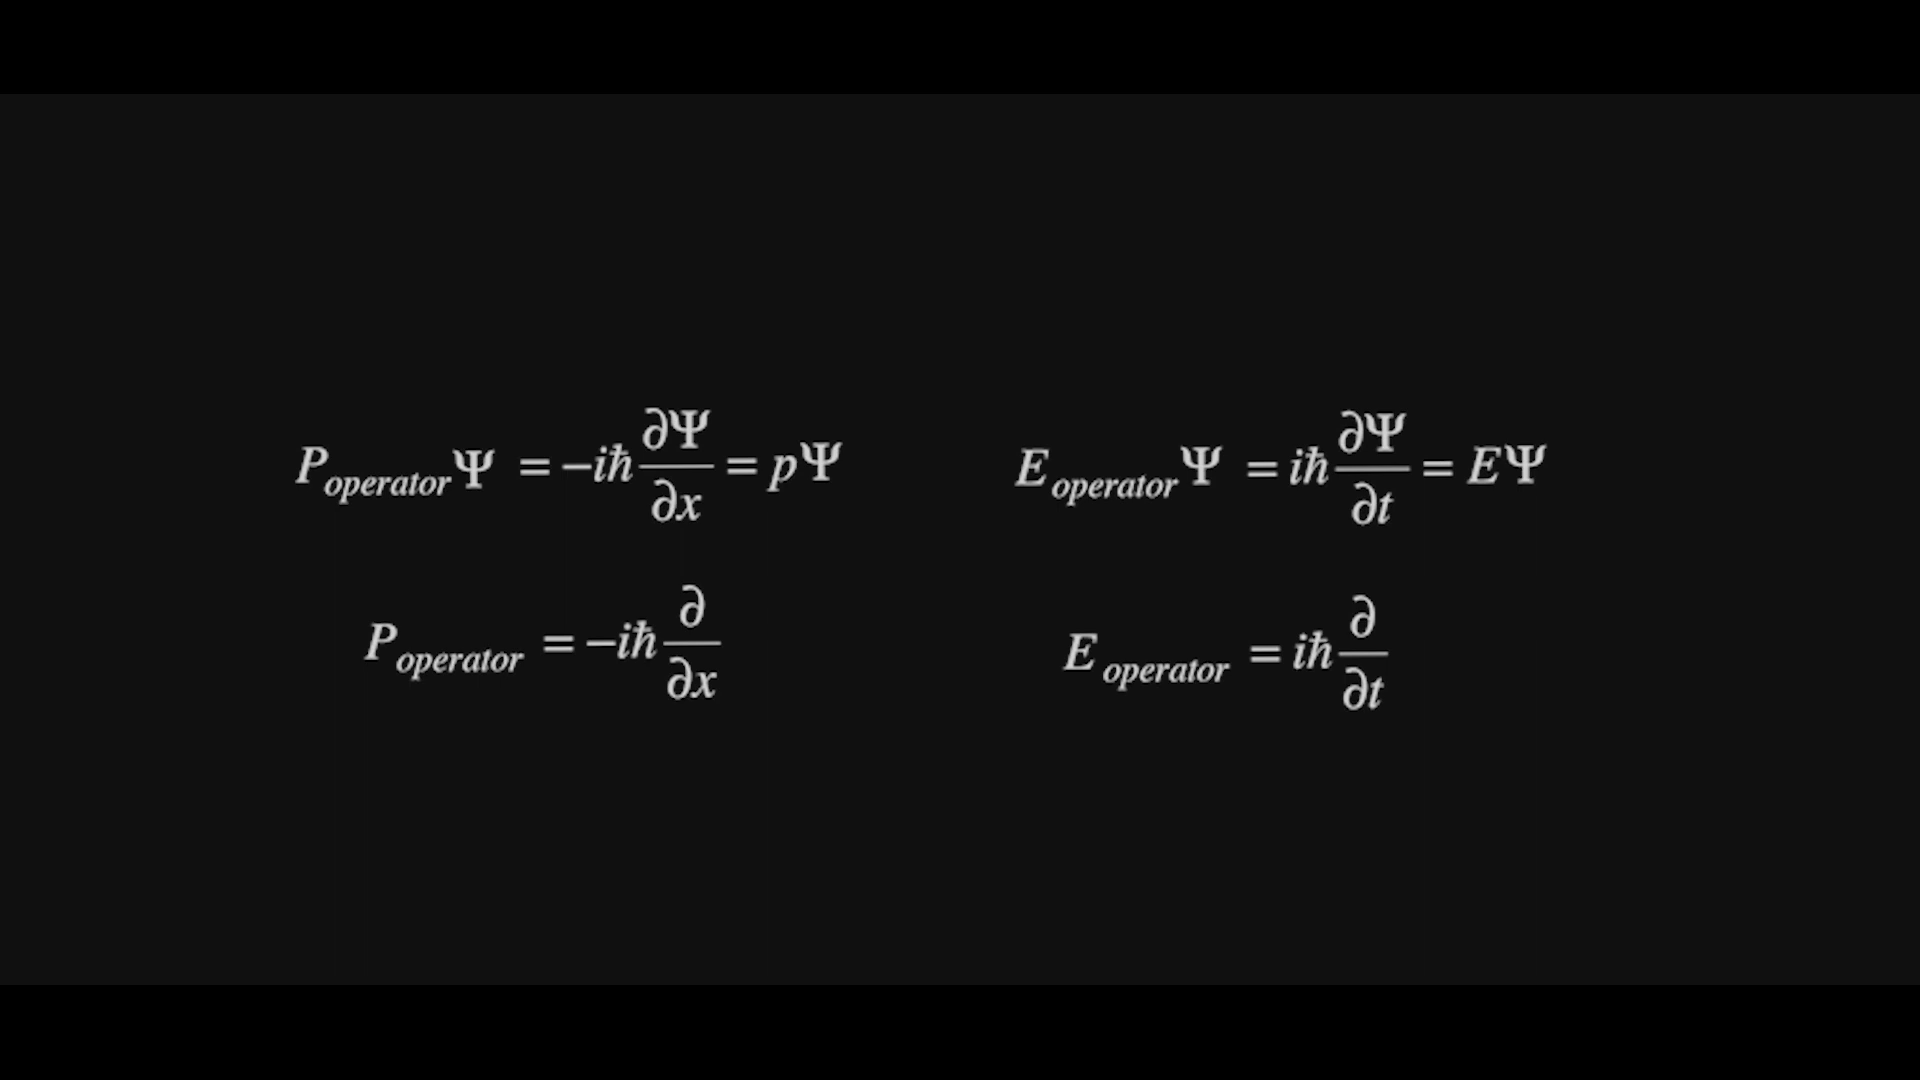 P_operator Ψ = −iħ ∂Ψ/∂x = pΨ
P_operator = −iħ ∂/∂x
E_operator Ψ = iħ ∂Ψ/∂t = EΨ
E_operator = iħ ∂/∂t